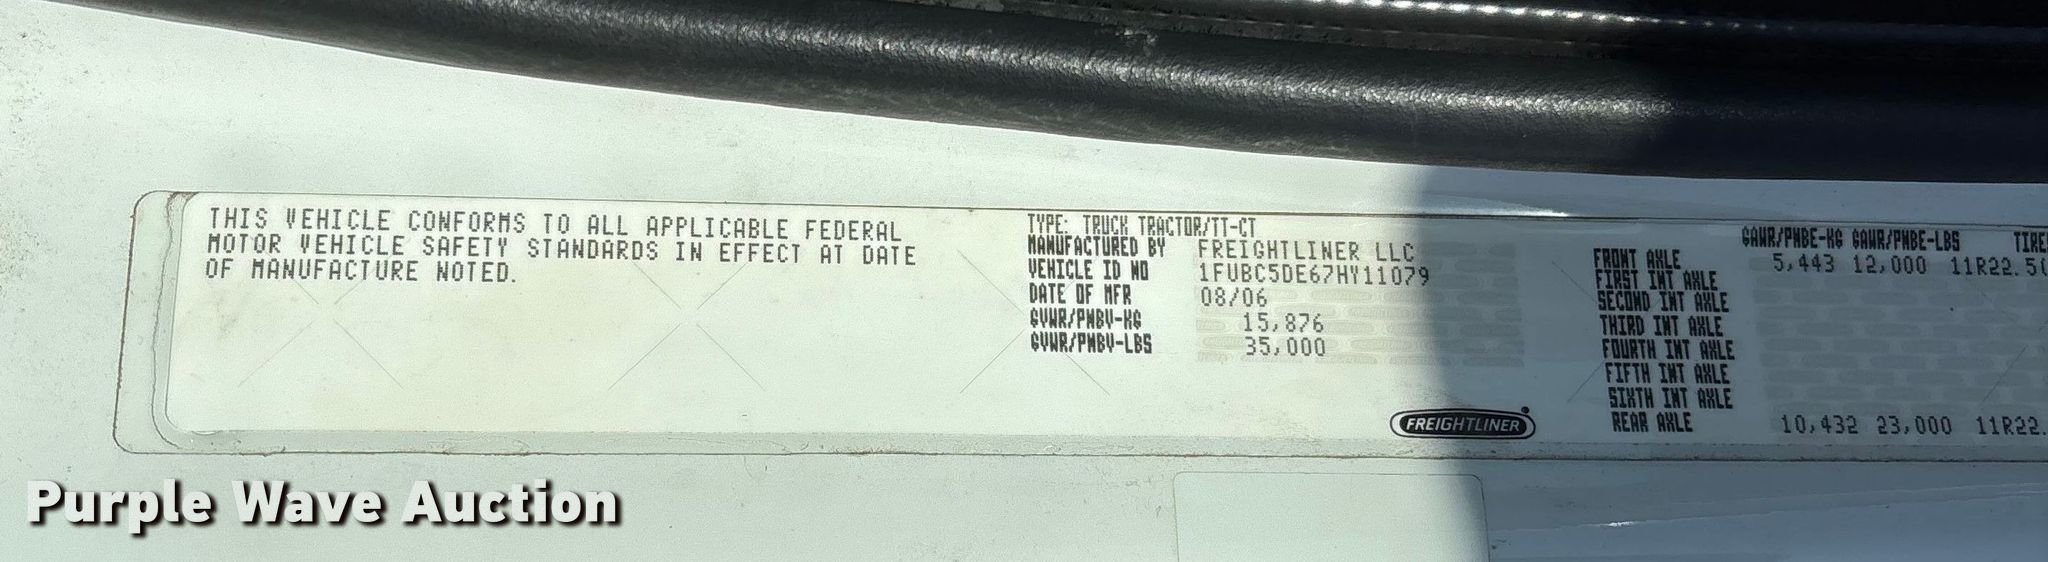 THIS VEHICLE CONFORMS TO ALL APPLICABLE FEDERAL
MOTOR VEHICLE SAFETY STANDARDS IN EFFECT AT DATE
OF MANUFACTURE NOTED.
TYPE: TRUCK TRACTOR/TT-CT
MANUFACTURED BY FREIGHTLINER LLC
VEHICLE ID NO 1FUBC5DE67HY11079
DATE OF MFR 08/06
GVWR/PNBV-KG 15,876
GVWR/PNBV-LBS 35,000
FREIGHTLINER®
GAWR/PNBE-KG GAWR/PNBE-LBS TIRE
FRONT AXLE 5,443 12,000 11R22.5(
FIRST INT AXLE
SECOND INT AXLE
THIRD INT AXLE
FOURTH INT AXLE
FIFTH INT AXLE
SIXTH INT AXLE
REAR AXLE 10,432 23,000 11R22.
Purple Wave Auction